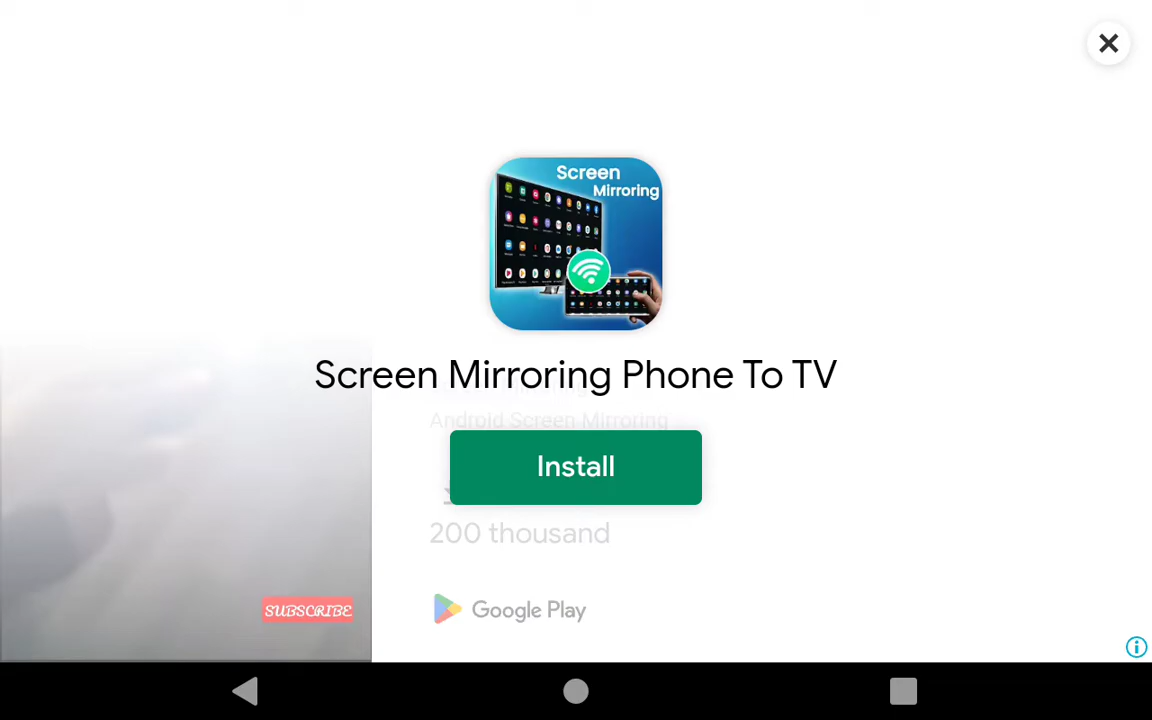 Screen
Mirroring
Screen Mirroring Phone To TV
Android Screen Mirroring
Install
200 thousand
SUBSCRIBE
Google Play